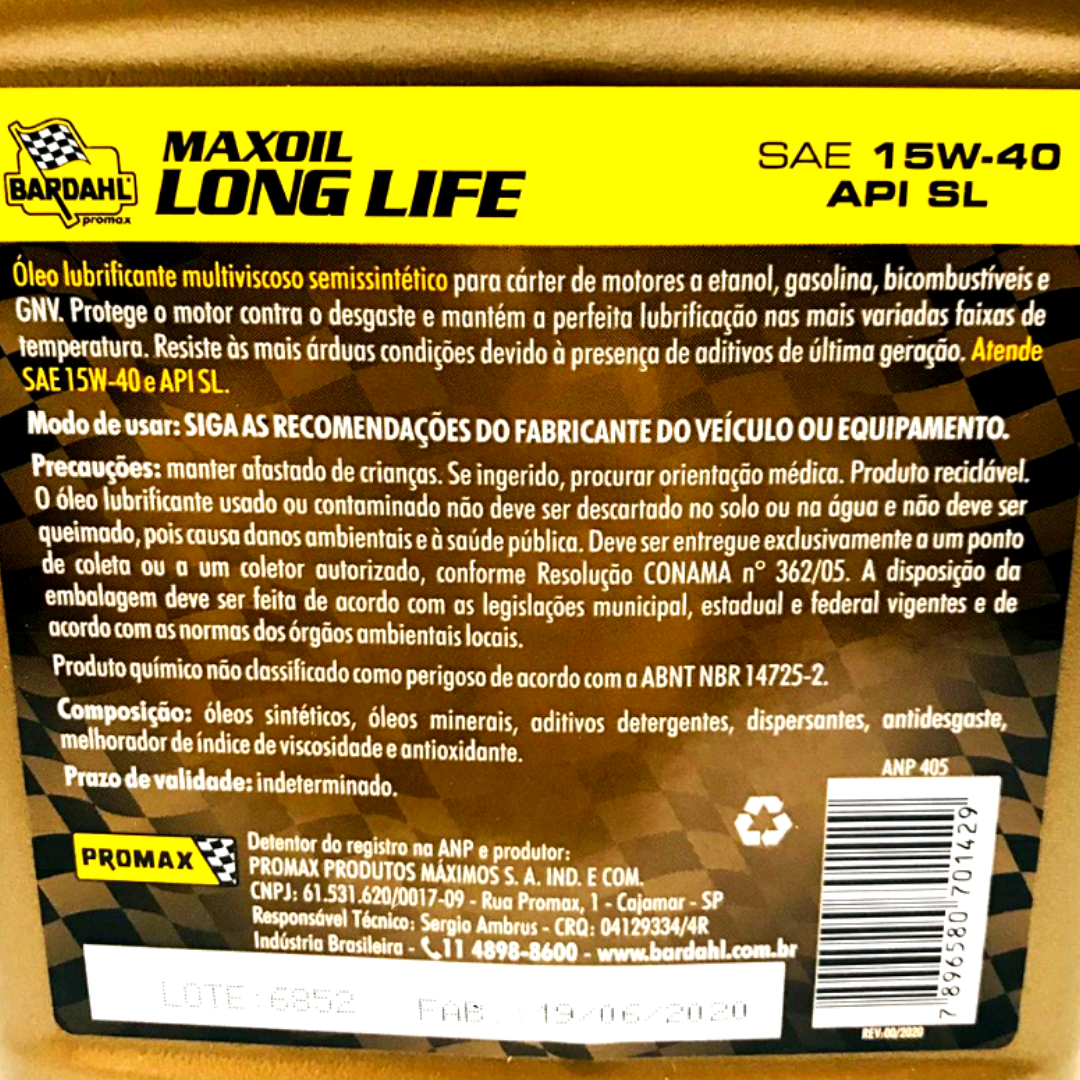 BARDAHL
promax
MAXOIL
LONG LIFE
SAE 15W-40
API SL
Óleo lubrificante multiviscoso semissintético para cárter de motores a etanol, gasolina, bicombustíveis e
GNV. Protege o motor contra o desgaste e mantém a perfeita lubrificação nas mais variadas faixas de
temperatura. Resiste às mais árduas condições devido à presença de aditivos de última geração. Atende
SAE 15W-40 e API SL.
Modo de usar: SIGA AS RECOMENDAÇÕES DO FABRICANTE DO VEÍCULO OU EQUIPAMENTO.
Precauções: manter afastado de crianças. Se ingerido, procurar orientação médica. Produto reciclável.
O óleo lubrificante usado ou contaminado não deve ser descartado no solo ou na água e não deve ser
queimado, pois causa danos ambientais e à saúde pública. Deve ser entregue exclusivamente a um ponto
de coleta ou a um coletor autorizado, conforme Resolução CONAMA nº 362/05. A disposição da
embalagem deve ser feita de acordo com as legislações municipal, estadual e federal vigentes e de
acordo com as normas dos órgãos ambientais locais.
Produto químico não classificado como perigoso de acordo com a ABNT NBR 14725-2.
Composição: óleos sintéticos, óleos minerais, aditivos detergentes, dispersantes, antidesgaste,
melhorador de índice de viscosidade e antioxidante.
Prazo de validade: indeterminado.
ANP 405
PROMAX
Detentor do registro na ANP e produtor:
PROMAX PRODUTOS MÁXIMOS S. A. IND. E COM.
CNPJ: 61.531.620/0017-09 - Rua Promax, 1 - Cajamar - SP
Responsável Técnico: Sergio Ambrus - CRQ: 04129334/4R
Indústria Brasileira - 11 4898-8600 - www.bardahl.com.br
7 896580 701429
REV:00/2020
LOTE:6852 FAB.: 19/06/2020